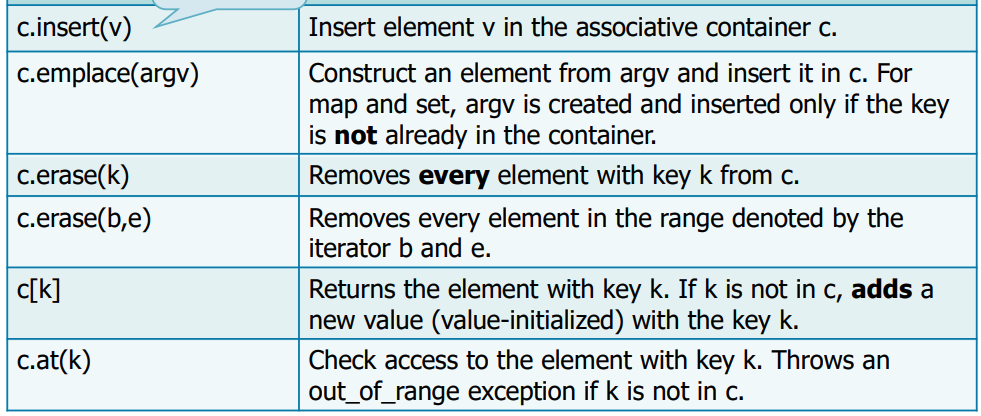 c.insert(v)
Insert element v in the associative container c.
c.emplace(argv)
Construct an element from argv and insert it in c. For
map and set, argv is created and inserted only if the key
is not already in the container.
c.erase(k)
Removes every element with key k from c.
c.erase(b,e)
Removes every element in the range denoted by the
iterator b and e.
c[k]
Returns the element with key k. If k is not in c, adds a
new value (value-initialized) with the key k.
c.at(k)
Check access to the element with key k. Throws an
out_of_range exception if k is not in c.